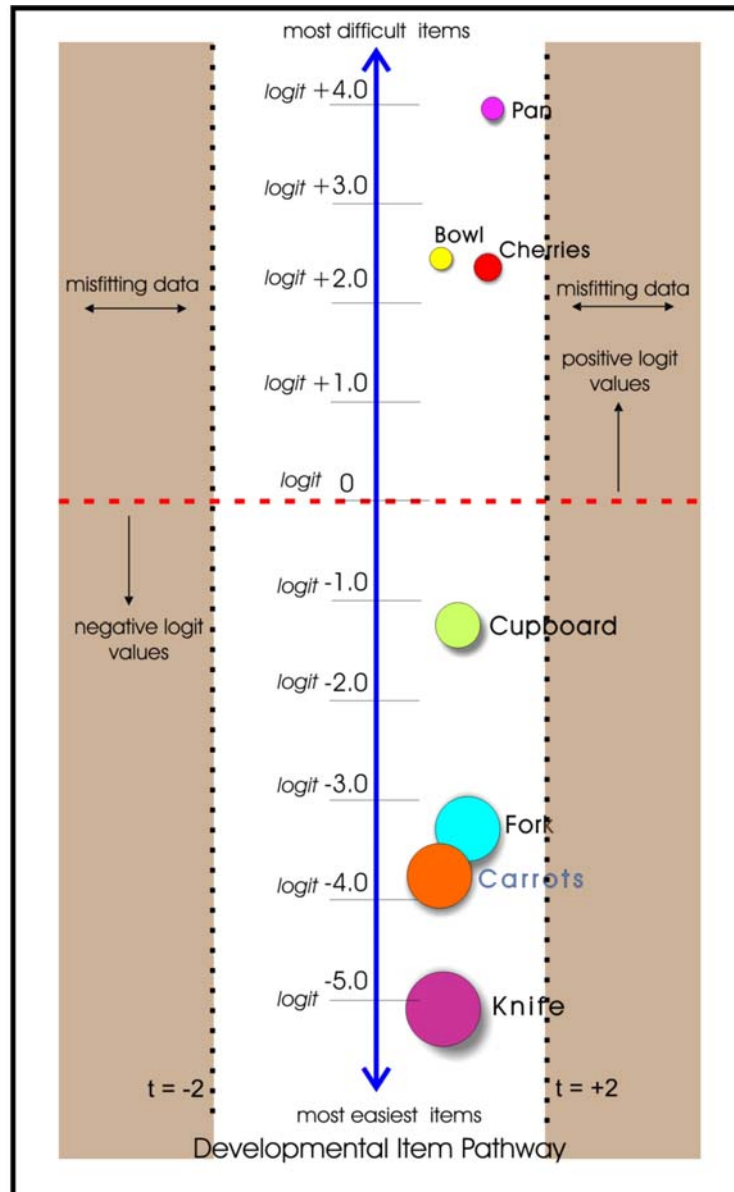 most difficult items
logit +4.0
Pan
logit +3.0
Bowl
Cherries
logit +2.0
misfitting data
misfitting data
positive logit
values
logit +1.0
logit 0
logit -1.0
negative logit
values
Cupboard
logit -2.0
logit -3.0
Fork
Carrots
logit -4.0
logit -5.0
Knife
t = -2
t = +2
most easiest items
Developmental Item Pathway